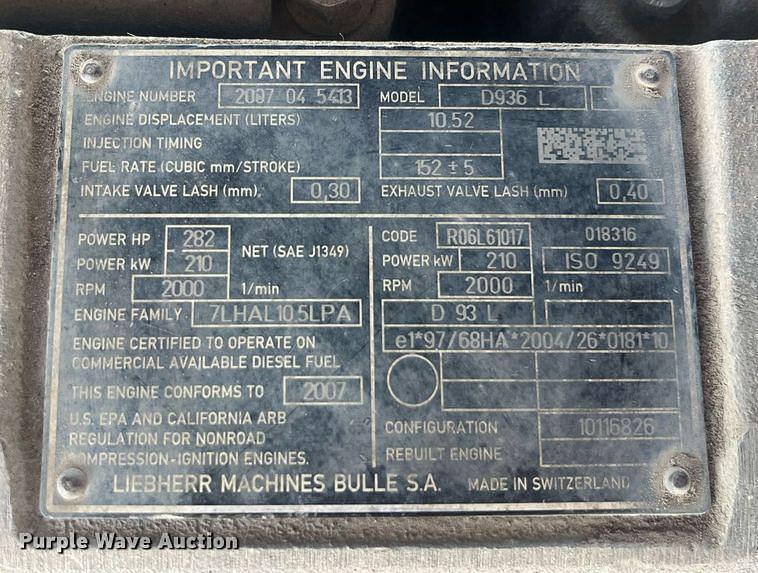 IMPORTANT ENGINE INFORMATION
ENGINE NUMBER 2007 04 5413 MODEL D936 L
ENGINE DISPLACEMENT (LITERS) 10.52
INJECTION TIMING -
FUEL RATE (CUBIC mm/STROKE) 152 ± 5
INTAKE VALVE LASH (mm). 0,30 EXHAUST VALVE LASH (mm) 0,40
POWER HP 282 NET (SAE J1349)
POWER kW. 210
RPM 2000 1/min
ENGINE FAMILY 7LHAL10.5LPA
ENGINE CERTIFIED TO OPERATE ON
COMMERCIAL AVAILABLE DIESEL FUEL
THIS ENGINE CONFORMS TO 2007
U.S. EPA AND CALIFORNIA ARB
REGULATION FOR NONROAD
COMPRESSION-IGNITION ENGINES.
CODE R06L61017 018316
POWER kW 210 ISO 9249
RPM 2000 1/min
D 93 L
e1*97/68HA*2004/26*0181*10
CONFIGURATION 10116826
REBUILT ENGINE
LIEBHERR MACHINES BULLE S.A. MADE IN SWITZERLAND
Purple Wave Auction